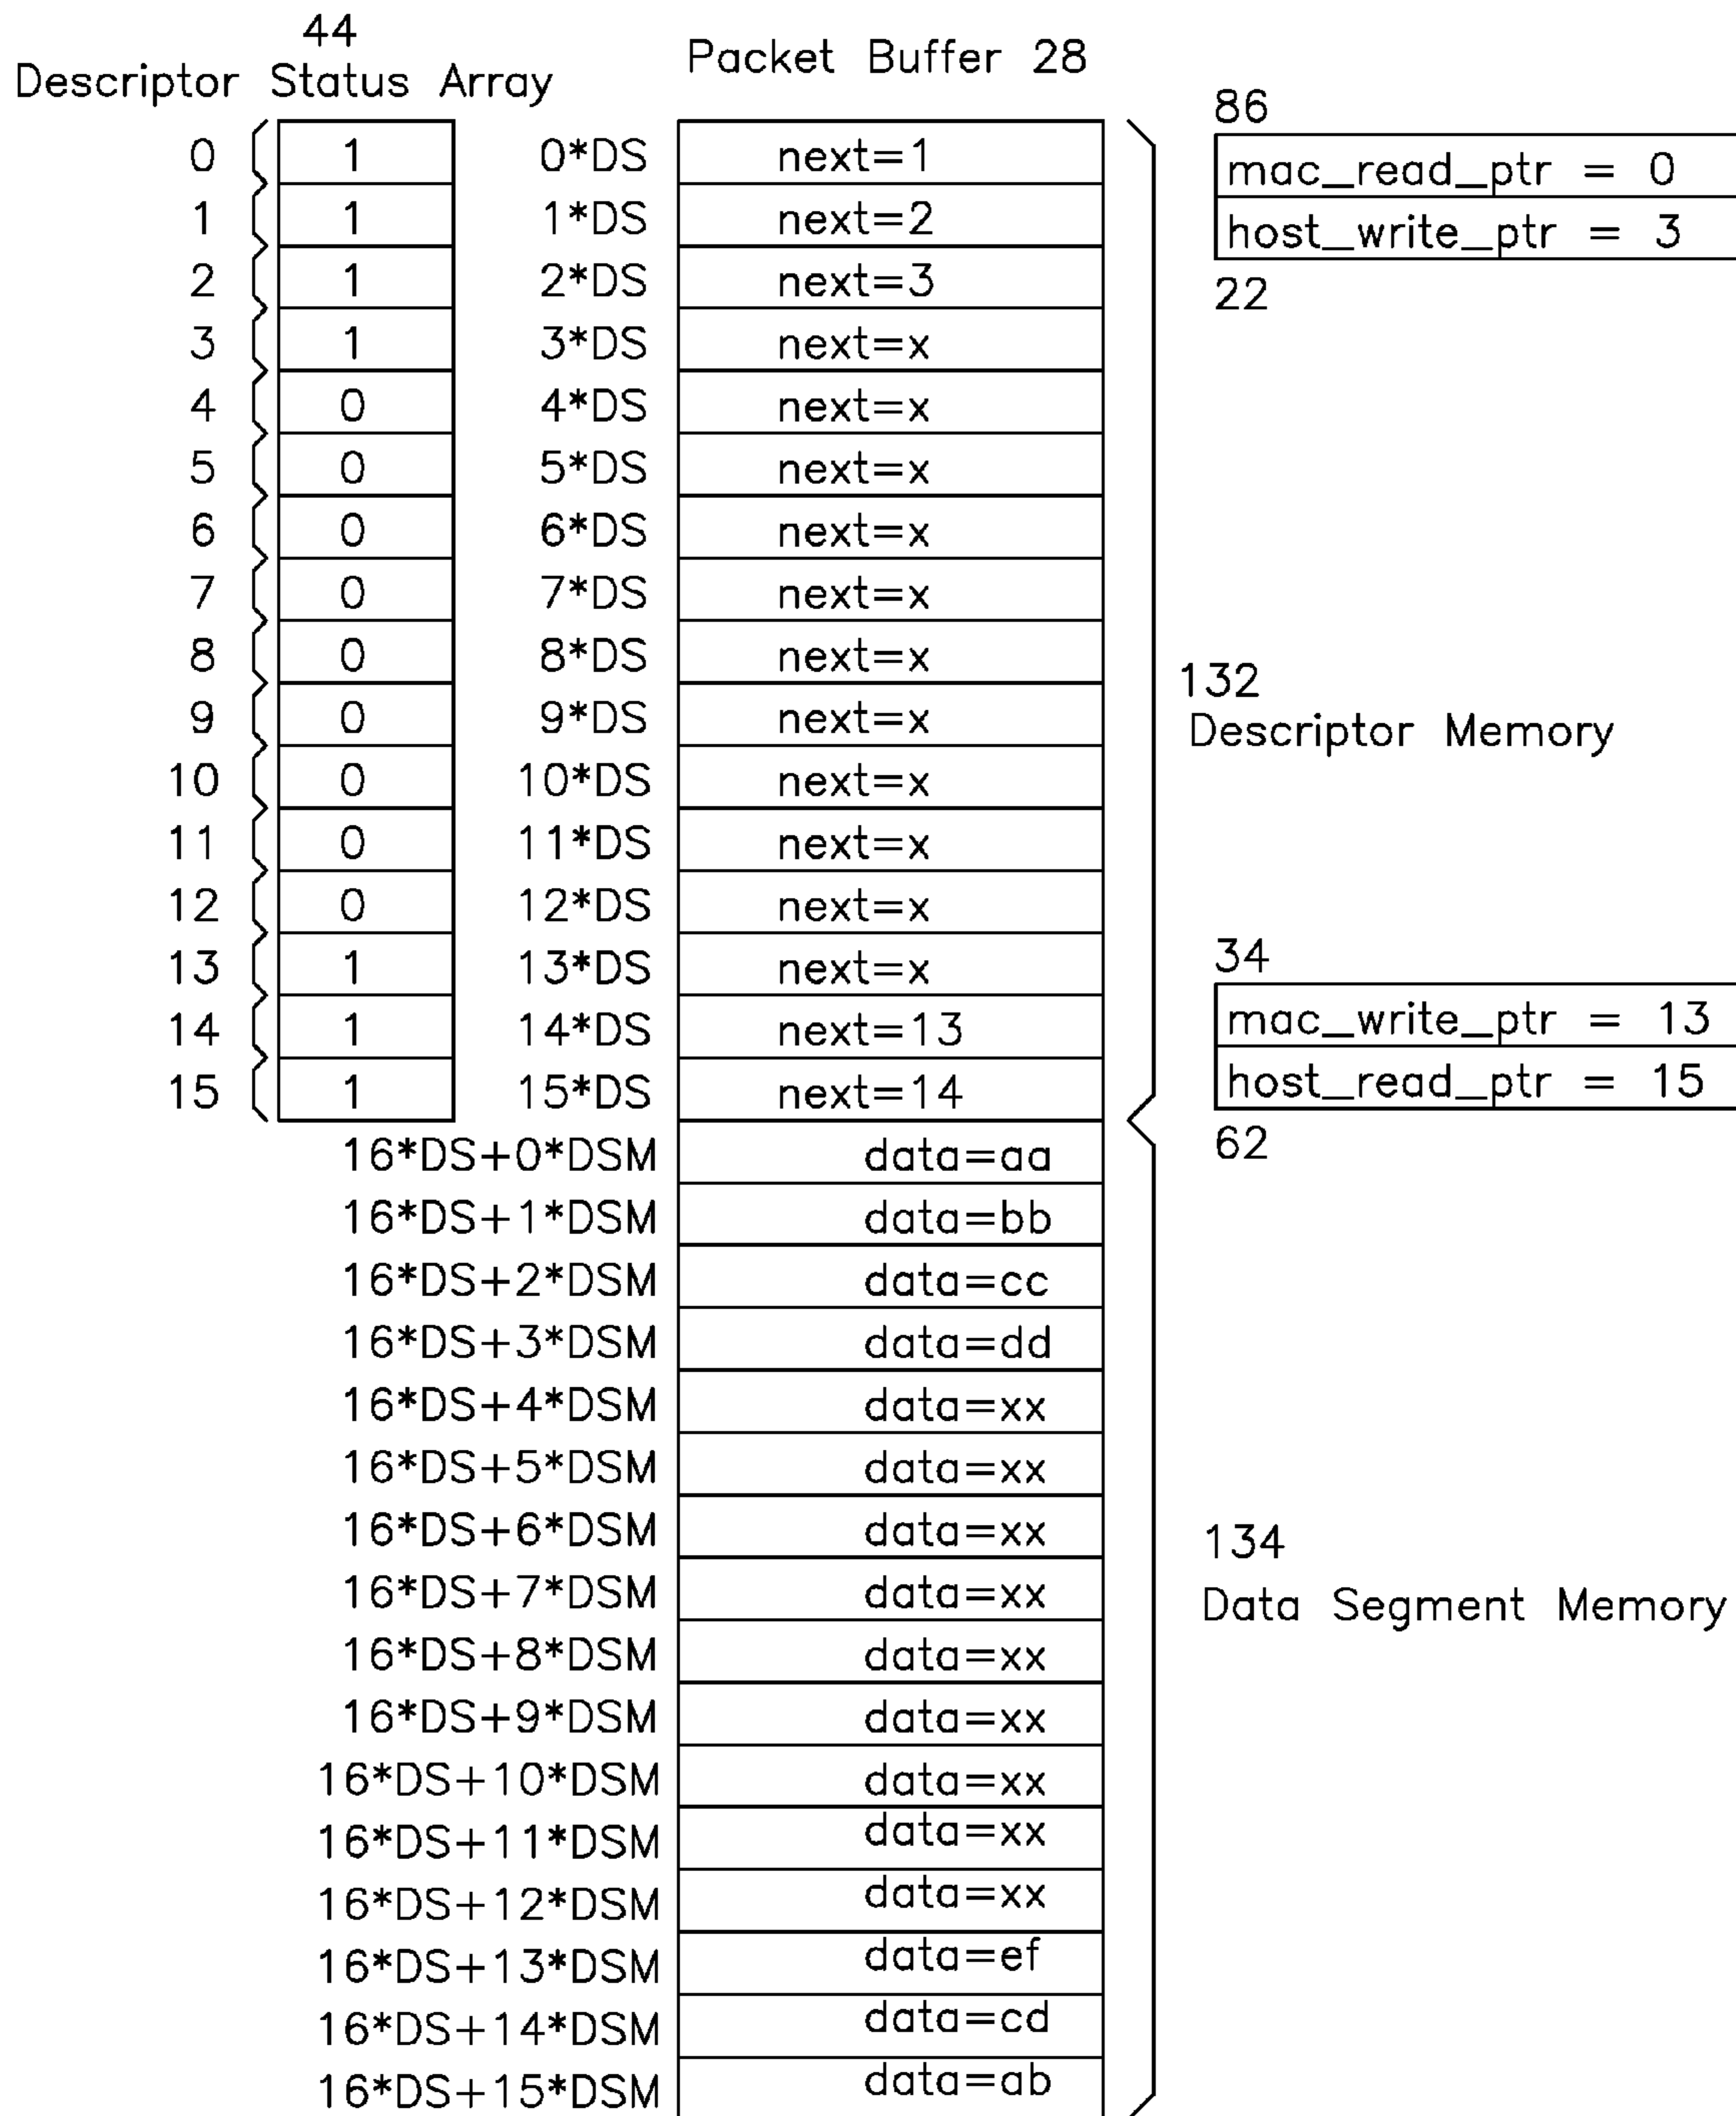 44
Descriptor Status Array
Packet Buffer 28
86
0 1 0*DS next=1
mac_read_ptr = 0
1 1 1*DS next=2
host_write_ptr = 3
2 1 2*DS next=3
22
3 1 3*DS next=x
4 0 4*DS next=x
5 0 5*DS next=x
6 0 6*DS next=x
7 0 7*DS next=x
8 0 8*DS next=x
132
9 0 9*DS next=x
Descriptor Memory
10 0 10*DS next=x
11 0 11*DS next=x
12 0 12*DS next=x
13 1 13*DS next=x
34
14 1 14*DS next=13
mac_write_ptr = 13
15 1 15*DS next=14
host_read_ptr = 15
62
16*DS+0*DSM data=aa
16*DS+1*DSM data=bb
16*DS+2*DSM data=cc
16*DS+3*DSM data=dd
16*DS+4*DSM data=xx
16*DS+5*DSM data=xx
16*DS+6*DSM data=xx
134
16*DS+7*DSM data=xx
Data Segment Memory
16*DS+8*DSM data=xx
16*DS+9*DSM data=xx
16*DS+10*DSM data=xx
16*DS+11*DSM data=xx
16*DS+12*DSM data=xx
16*DS+13*DSM data=ef
16*DS+14*DSM data=cd
16*DS+15*DSM data=ab